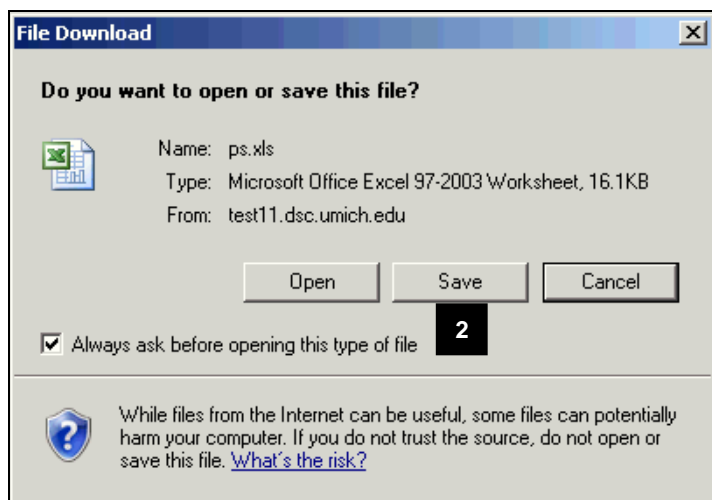 File Download
Do you want to open or save this file?
Name: ps.xls
Type: Microsoft Office Excel 97-2003 Worksheet, 16.1KB
From: test11.dsc.umich.edu
Open Save Cancel
2
Always ask before opening this type of file
While files from the Internet can be useful, some files can potentially
harm your computer. If you do not trust the source, do not open or
save this file. What's the risk?